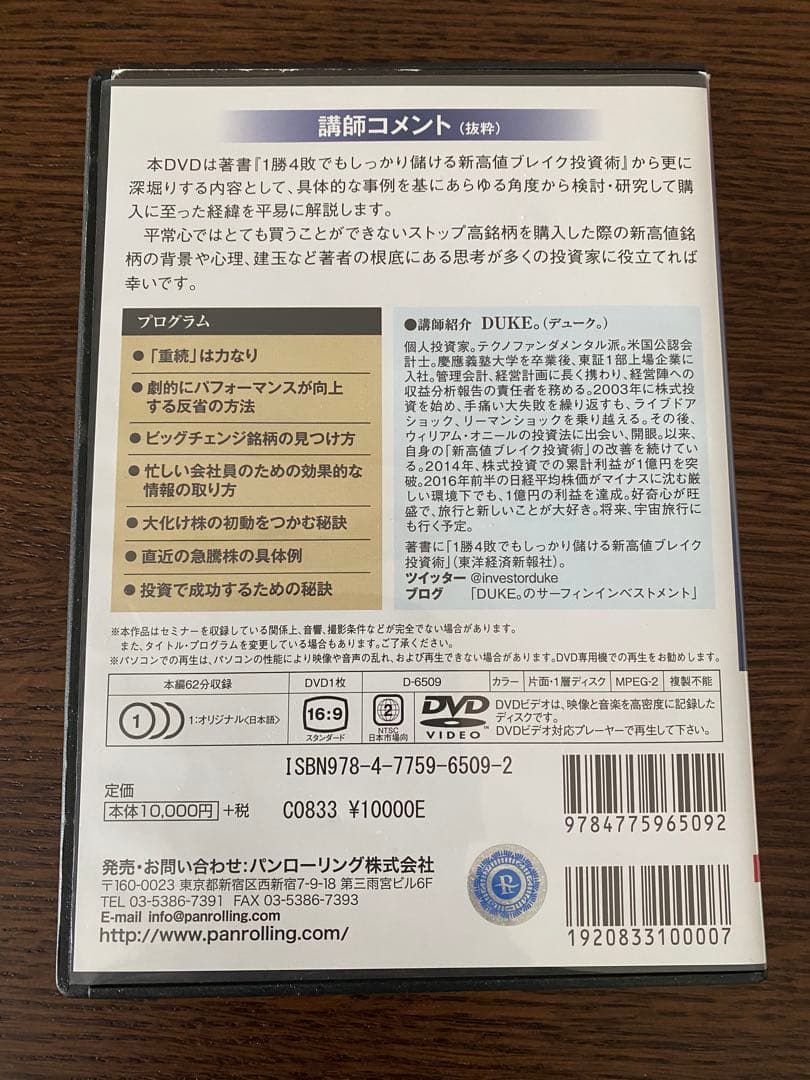 講師コメント（抜粋）
本DVDは著書『1勝4敗でもしっかり儲ける新高値ブレイク投資術』から更に
深堀りする内容として、具体的な事例を基にあらゆる角度から検討・研究して購
入に至った経緯を平易に解説します。
平常心ではとても買うことができないストップ高銘柄を購入した際の新高値銘
柄の背景や心理、建玉など著者の根底にある思考が多くの投資家に役立てれば
幸いです。
プログラム
●「重続」は力なり
●劇的にパフォーマンスが向上
する反省の方法
●ビッグチェンジ銘柄の見つけ方
●忙しい会社員のための効果的な
情報の取り方
●大化け株の初動をつかむ秘訣
●直近の急騰株の具体例
●投資で成功するための秘訣
●講師紹介 DUKE。（デューク。）
個人投資家。テクノファンダメンタル派。米国公認会
計士。慶應義塾大学を卒業後、東証1部上場企業に
入社。管理会計、経営計画に長く携わり、経営陣への
収益分析報告の責任者を務める。2003年に株式投
資を始め、手痛い大失敗を繰り返すも、ライブドア
ショック、リーマンショックを乗り越える。その後、
ウィリアム・オニールの投資法に出会い、開眼。以来、
自身の「新高値ブレイク投資術」の改善を続けてい
る。2014年、株式投資での累計利益が1億円を突
破。2016年前半の日経平均株価がマイナスに沈む厳
しい環境下でも、1億円の利益を達成。好奇心が旺
盛で、旅行と新しいことが大好き。将来、宇宙旅行に
も行く予定。
著書に「1勝4敗でもしっかり儲ける新高値ブレイク
投資術」（東洋経済新報社）。
ツイッター @investorduke
ブログ 「DUKE。のサーフィンインベストメント」
※本作品はセミナーを収録している関係上、音響、撮影条件などが完全でない場合があります。
また、タイトル・プログラムを変更している場合もあります。ご了承ください。
※パソコンでの再生は、パソコンの性能により映像や音声の乱れ、および再生できない場合があります。DVD専用機での再生をお勧めします。
本編62分収録 DVD1枚 D-6509 カラー 片面・1層ディスク MPEG-2 複製不能
1 1:オリジナル〈日本語〉
16:9
スタンダード
2
NTSC
日本市場向
DVD
VIDEO
TM
DVDビデオは、映像と音楽を高密度に記録した
ディスクです。
DVDビデオ対応プレーヤーで再生して下さい。
ISBN978-4-7759-6509-2
定価
本体10,000円 +税
C0833 ¥10000E
9784775965092
発売・お問い合わせ：パンローリング株式会社
〒160-0023 東京都新宿区西新宿7-9-18 第三雨宮ビル6F
TEL 03-5386-7391 FAX 03-5386-7393
E-mail info@panrolling.com
http://www.panrolling.com/
1920833100007